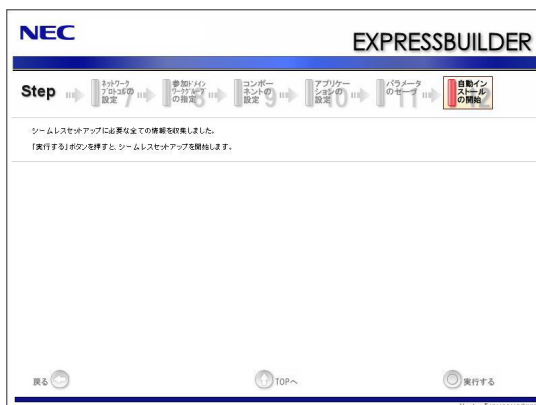 NEC
EXPRESSBUILDER
Step
ネットワーク
プロトコルの
設定
7
参加ドメイン
ワークグループ
の指定
8
コンポー
ネントの
設定
9
アプリケー
ションの
設定
10
パラメータ
のセーブ
11
自動イン
ストール
の開始
12
シームレスセットアップに必要な全ての情報を収集しました。
「実行する」ボタンを押すと、シームレスセットアップを開始します。
戻る
TOPへ
実行する